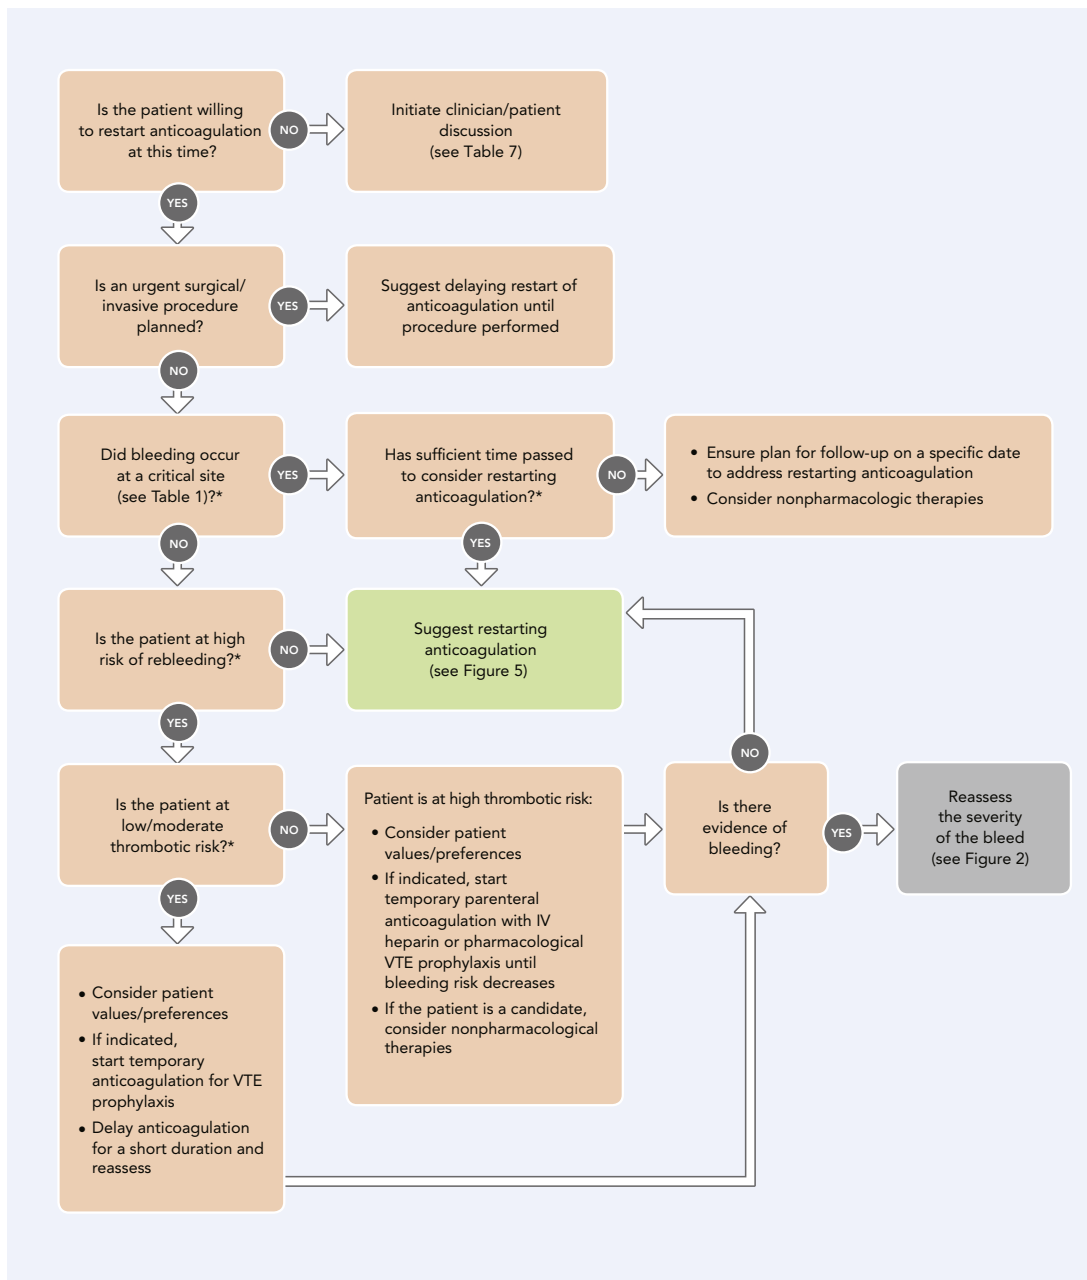 Is the patient willing
to restart anticoagulation
at this time?
NO
Initiate clinician/patient
discussion
(see Table 7)
YES
Is an urgent surgical/
invasive procedure
planned?
YES
Suggest delaying restart of
anticoagulation until
procedure performed
NO
Did bleeding occur
at a critical site
(see Table 1)?*
YES
Has sufficient time passed
to consider restarting
anticoagulation?*
NO
• Ensure plan for follow-up on a specific date
to address restarting anticoagulation
• Consider nonpharmacologic therapies
NO
YES
Is the patient at high
risk of rebleeding?*
NO
Suggest restarting
anticoagulation
(see Figure 5)
YES
Is the patient at
low/moderate
thrombotic risk?*
NO
Patient is at high thrombotic risk:
• Consider patient
values/preferences
• If indicated, start
temporary parenteral
anticoagulation with IV
heparin or pharmacological
VTE prophylaxis until
bleeding risk decreases
• If the patient is a candidate,
consider nonpharmacological
therapies
NO
Is there
evidence of
bleeding?
YES
Reassess
the severity
of the bleed
(see Figure 2)
YES
• Consider patient
values/preferences
• If indicated,
start temporary
anticoagulation for VTE
prophylaxis
• Delay anticoagulation
for a short duration and
reassess